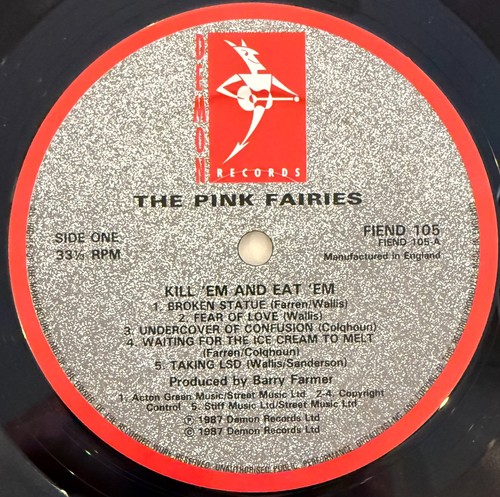 DEMON
RECORDS
THE PINK FAIRIES
SIDE ONE
33⅓ RPM
FIEND 105
FIEND 105 A
Manufactured in England
KILL 'EM AND EAT 'EM
1. BROKEN STATUE (Farren/Wallis)
2. FEAR OF LOVE (Wallis)
3. UNDERCOVER OF CONFUSION (Colqhoun)
4. WAITING FOR THE ICE CREAM TO MELT
(Farren/Colqhoun)
5. TAKING LSD (Wallis/Sanderson)
Produced by Barry Farmer
1. Acton Green Music/Street Music Ltd 2-4. Copyright
Control 5. Stiff Music Ltd/Street Music Ltd
Ⓟ 1987 Demon Records Ltd
© 1987 Demon Records Ltd
UNAUTHORISED